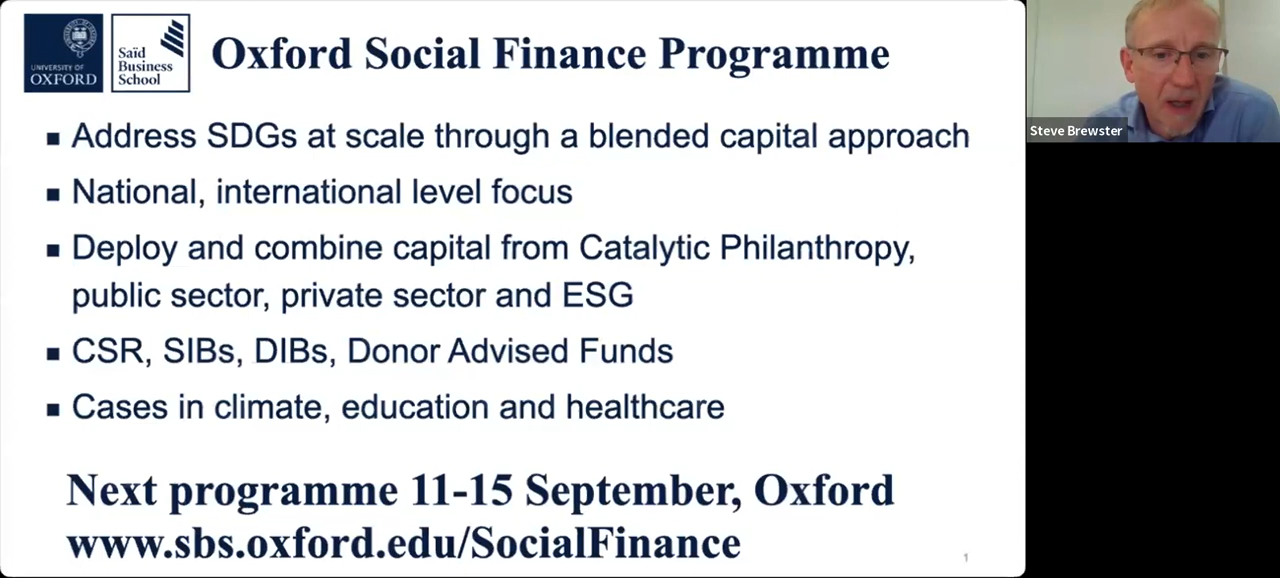 UNIVERSITY OF
OXFORD
Saïd
Business
School
Oxford Social Finance Programme
▪ Address SDGs at scale through a blended capital approach
▪ National, international level focus
▪ Deploy and combine capital from Catalytic Philanthropy,
public sector, private sector and ESG
▪ CSR, SIBs, DIBs, Donor Advised Funds
▪ Cases in climate, education and healthcare
Next programme 11-15 September, Oxford
www.sbs.oxford.edu/SocialFinance
1
Steve Brewster